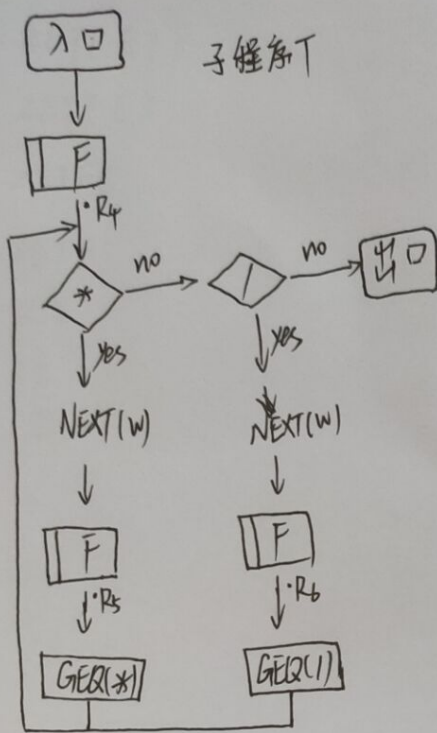 入口
子程序T
F
·R4
*
no
/
no
出口
yes
yes
NEXT(W)
NEXT(W)
F
F
·R5
·R6
GEQ(*)
GEQ(/)